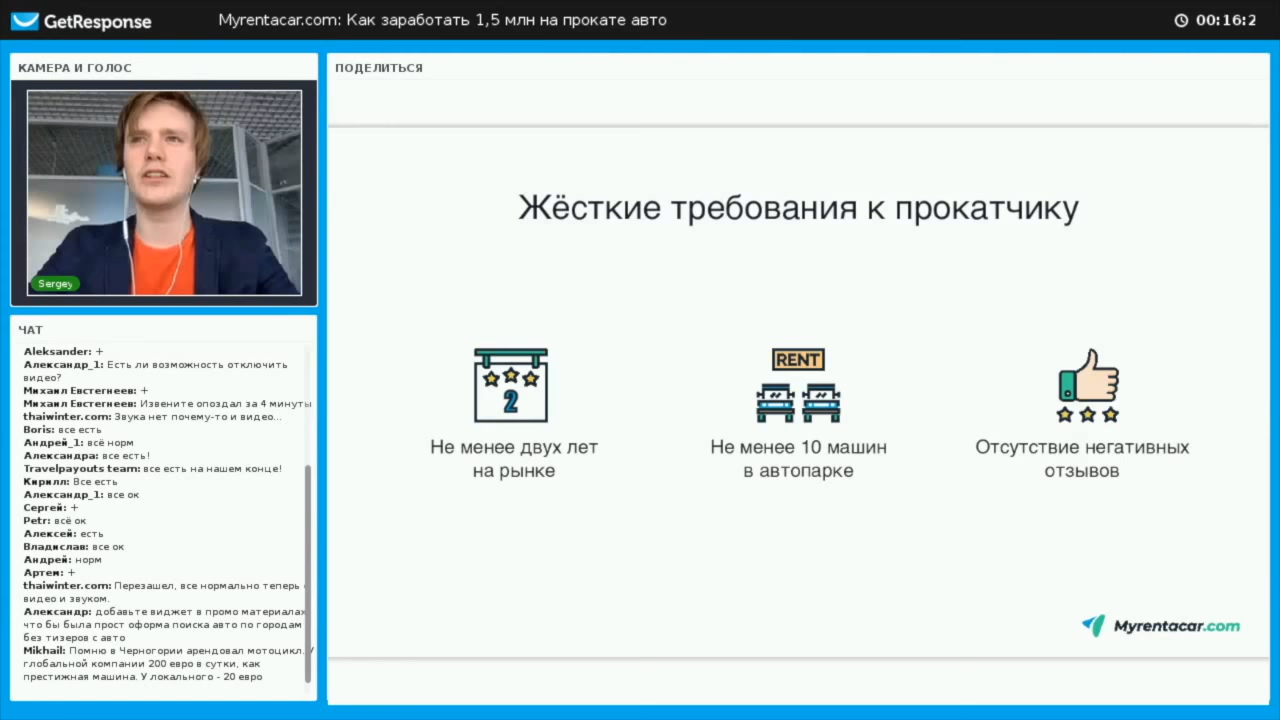 GetResponse
Myrentacar.com: Как заработать 1,5 млн на прокате авто
00:16:2
КАМЕРА И ГОЛОС
Sergey
ЧАТ
Aleksander: +
Александр_1: Есть ли возможность отключить
видео?
Михаил Евстегнеев: +
Михаил Евстегнеев: Извените опоздал за 4 минуты
thaiwinter.com: Звука нет почему-то и видео...
Boris: все есть
Андрей_1: всё норм
Александра: все есть!
Travelpayouts team: все есть на нашем конце!
Кирилл: Все есть
Александр_1: все ок
Сергей: +
Petr: всё ок
Алексей: есть
Владислав: все ок
Андрей: норм
Артем: +
thaiwinter.com: Перезашел, все нормально теперь
видео и звуком.
Александр: добавьте виджет в промо материалах
что бы была прост оформа поиска авто по городам
без тизеров с авто
Mikhail: Помню в Черногории арендовал мотоцикл. У
глобальной компании 200 евро в сутки, как
престижная машина. У локального - 20 евро
ПОДЕЛИТЬСЯ
Жёсткие требования к прокатчику
2
Не менее двух лет
на рынке
RENT
Не менее 10 машин
в автопарке
Отсутствие негативных
отзывов
Myrentacar.com